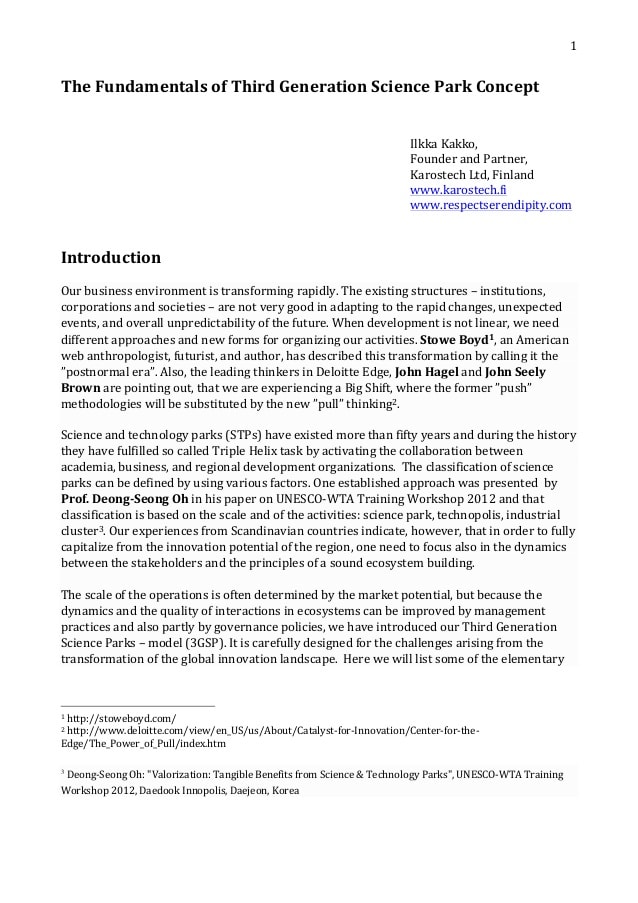 1
The Fundamentals of Third Generation Science Park Concept
Ilkka Kakko,
Founder and Partner,
Karostech Ltd, Finland
www.karostech.fi
www.respectserendipity.com
Introduction
Our business environment is transforming rapidly. The existing structures – institutions,
corporations and societies – are not very good in adapting to the rapid changes, unexpected
events, and overall unpredictability of the future. When development is not linear, we need
different approaches and new forms for organizing our activities. Stowe Boyd¹, an American
web anthropologist, futurist, and author, has described this transformation by calling it the
”postnormal era”. Also, the leading thinkers in Deloitte Edge, John Hagel and John Seely
Brown are pointing out, that we are experiencing a Big Shift, where the former ”push”
methodologies will be substituted by the new ”pull” thinking².
Science and technology parks (STPs) have existed more than fifty years and during the history
they have fulfilled so called Triple Helix task by activating the collaboration between
academia, business, and regional development organizations.  The classification of science
parks can be defined by using various factors. One established approach was presented  by
Prof. Deong-Seong Oh in his paper on UNESCO-WTA Training Workshop 2012 and that
classification is based on the scale and of the activities: science park, technopolis, industrial
cluster³. Our experiences from Scandinavian countries indicate, however, that in order to fully
capitalize from the innovation potential of the region, one need to focus also in the dynamics
between the stakeholders and the principles of a sound ecosystem building.
The scale of the operations is often determined by the market potential, but because the
dynamics and the quality of interactions in ecosystems can be improved by management
practices and also partly by governance policies, we have introduced our Third Generation
Science Parks – model (3GSP). It is carefully designed for the challenges arising from the
transformation of the global innovation landscape.  Here we will list some of the elementary
¹ http://stoweboyd.com/
² http://www.deloitte.com/view/en_US/us/About/Catalyst-for-Innovation/Center-for-the-
Edge/The_Power_of_Pull/index.htm
³ Deong-Seong Oh: "Valorization: Tangible Benefits from Science & Technology Parks", UNESCO-WTA Training
Workshop 2012, Daedook Innopolis, Daejeon, Korea